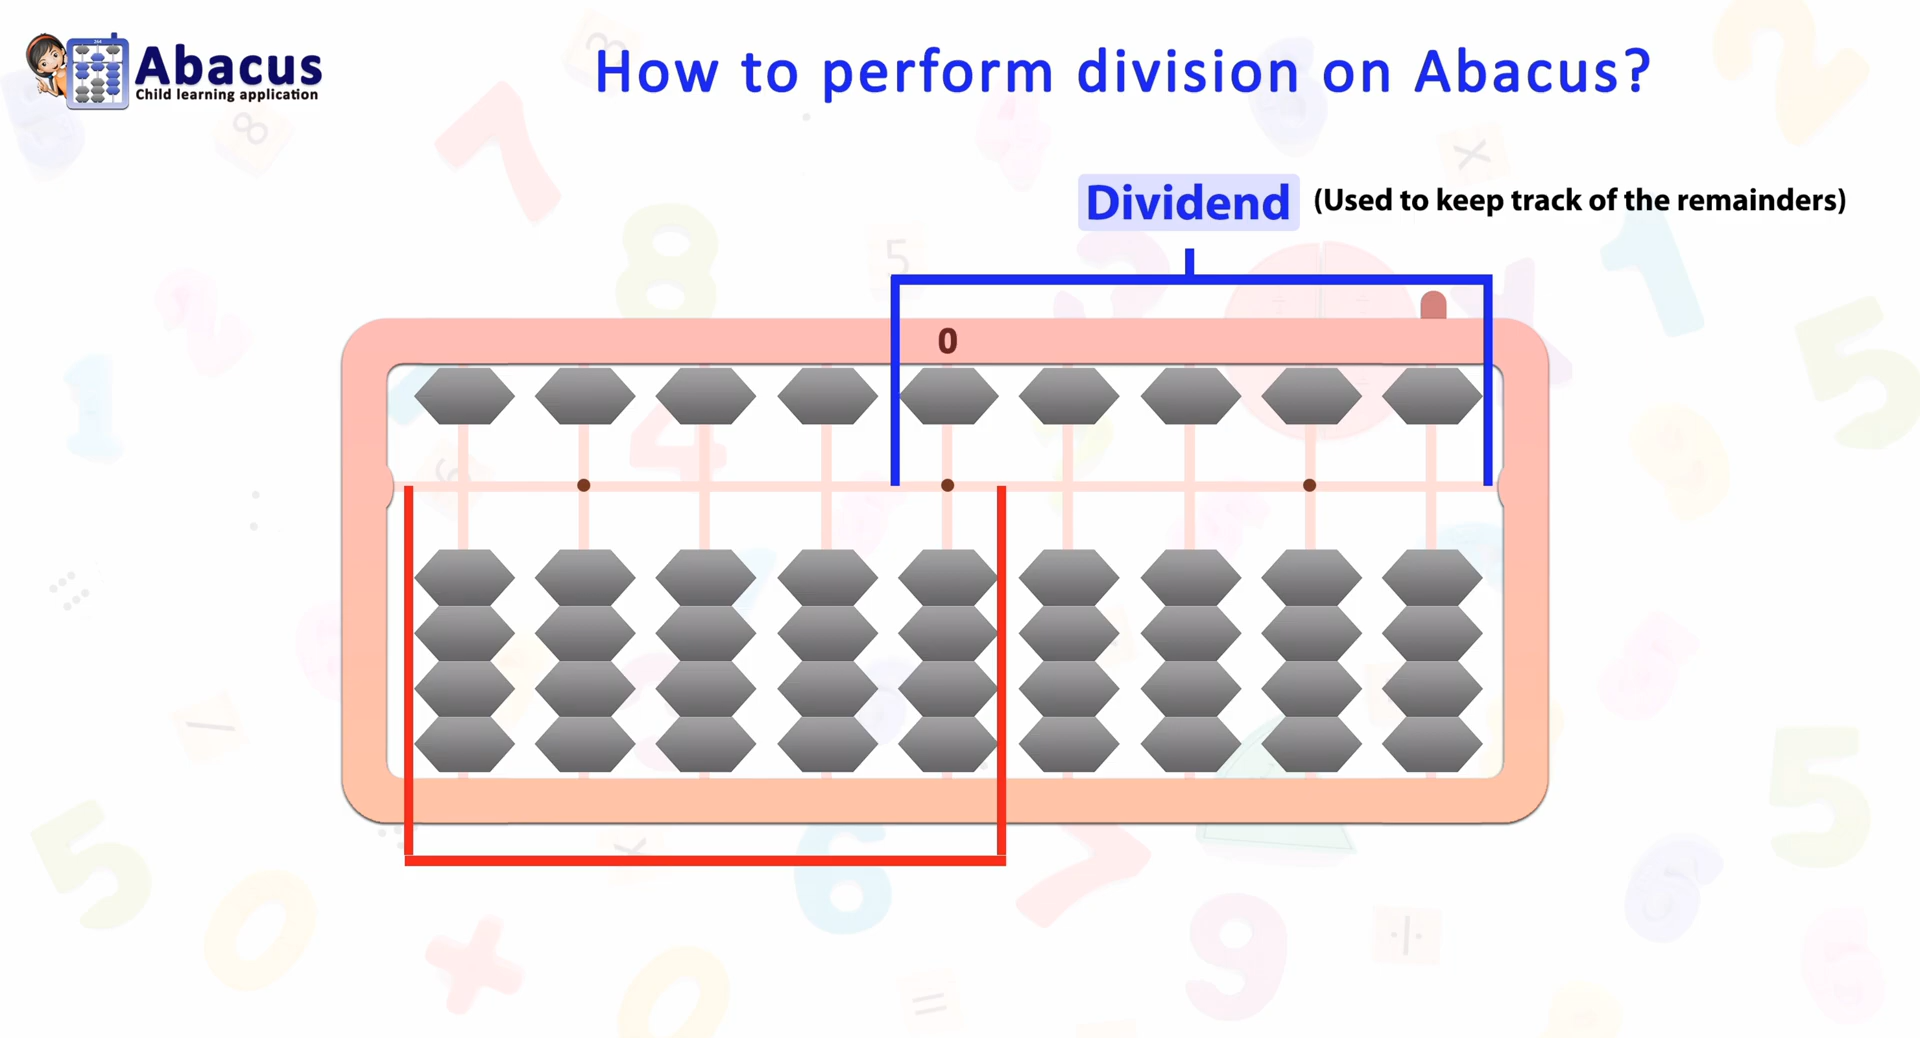 Abacus
Child learning application
How to perform division on Abacus?
Dividend (Used to keep track of the remainders)
0